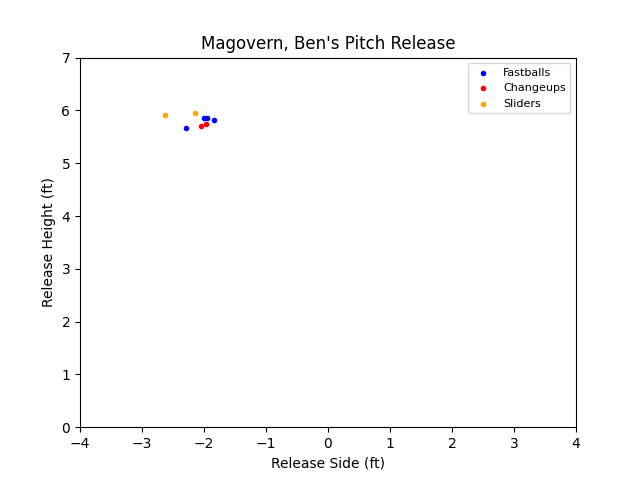 Magovern, Ben's Pitch Release
Fastballs
Changeups
Sliders
7
6
5
4
3
2
1
0
Release Height (ft)
−4 −3 −2 −1 0 1 2 3 4
Release Side (ft)